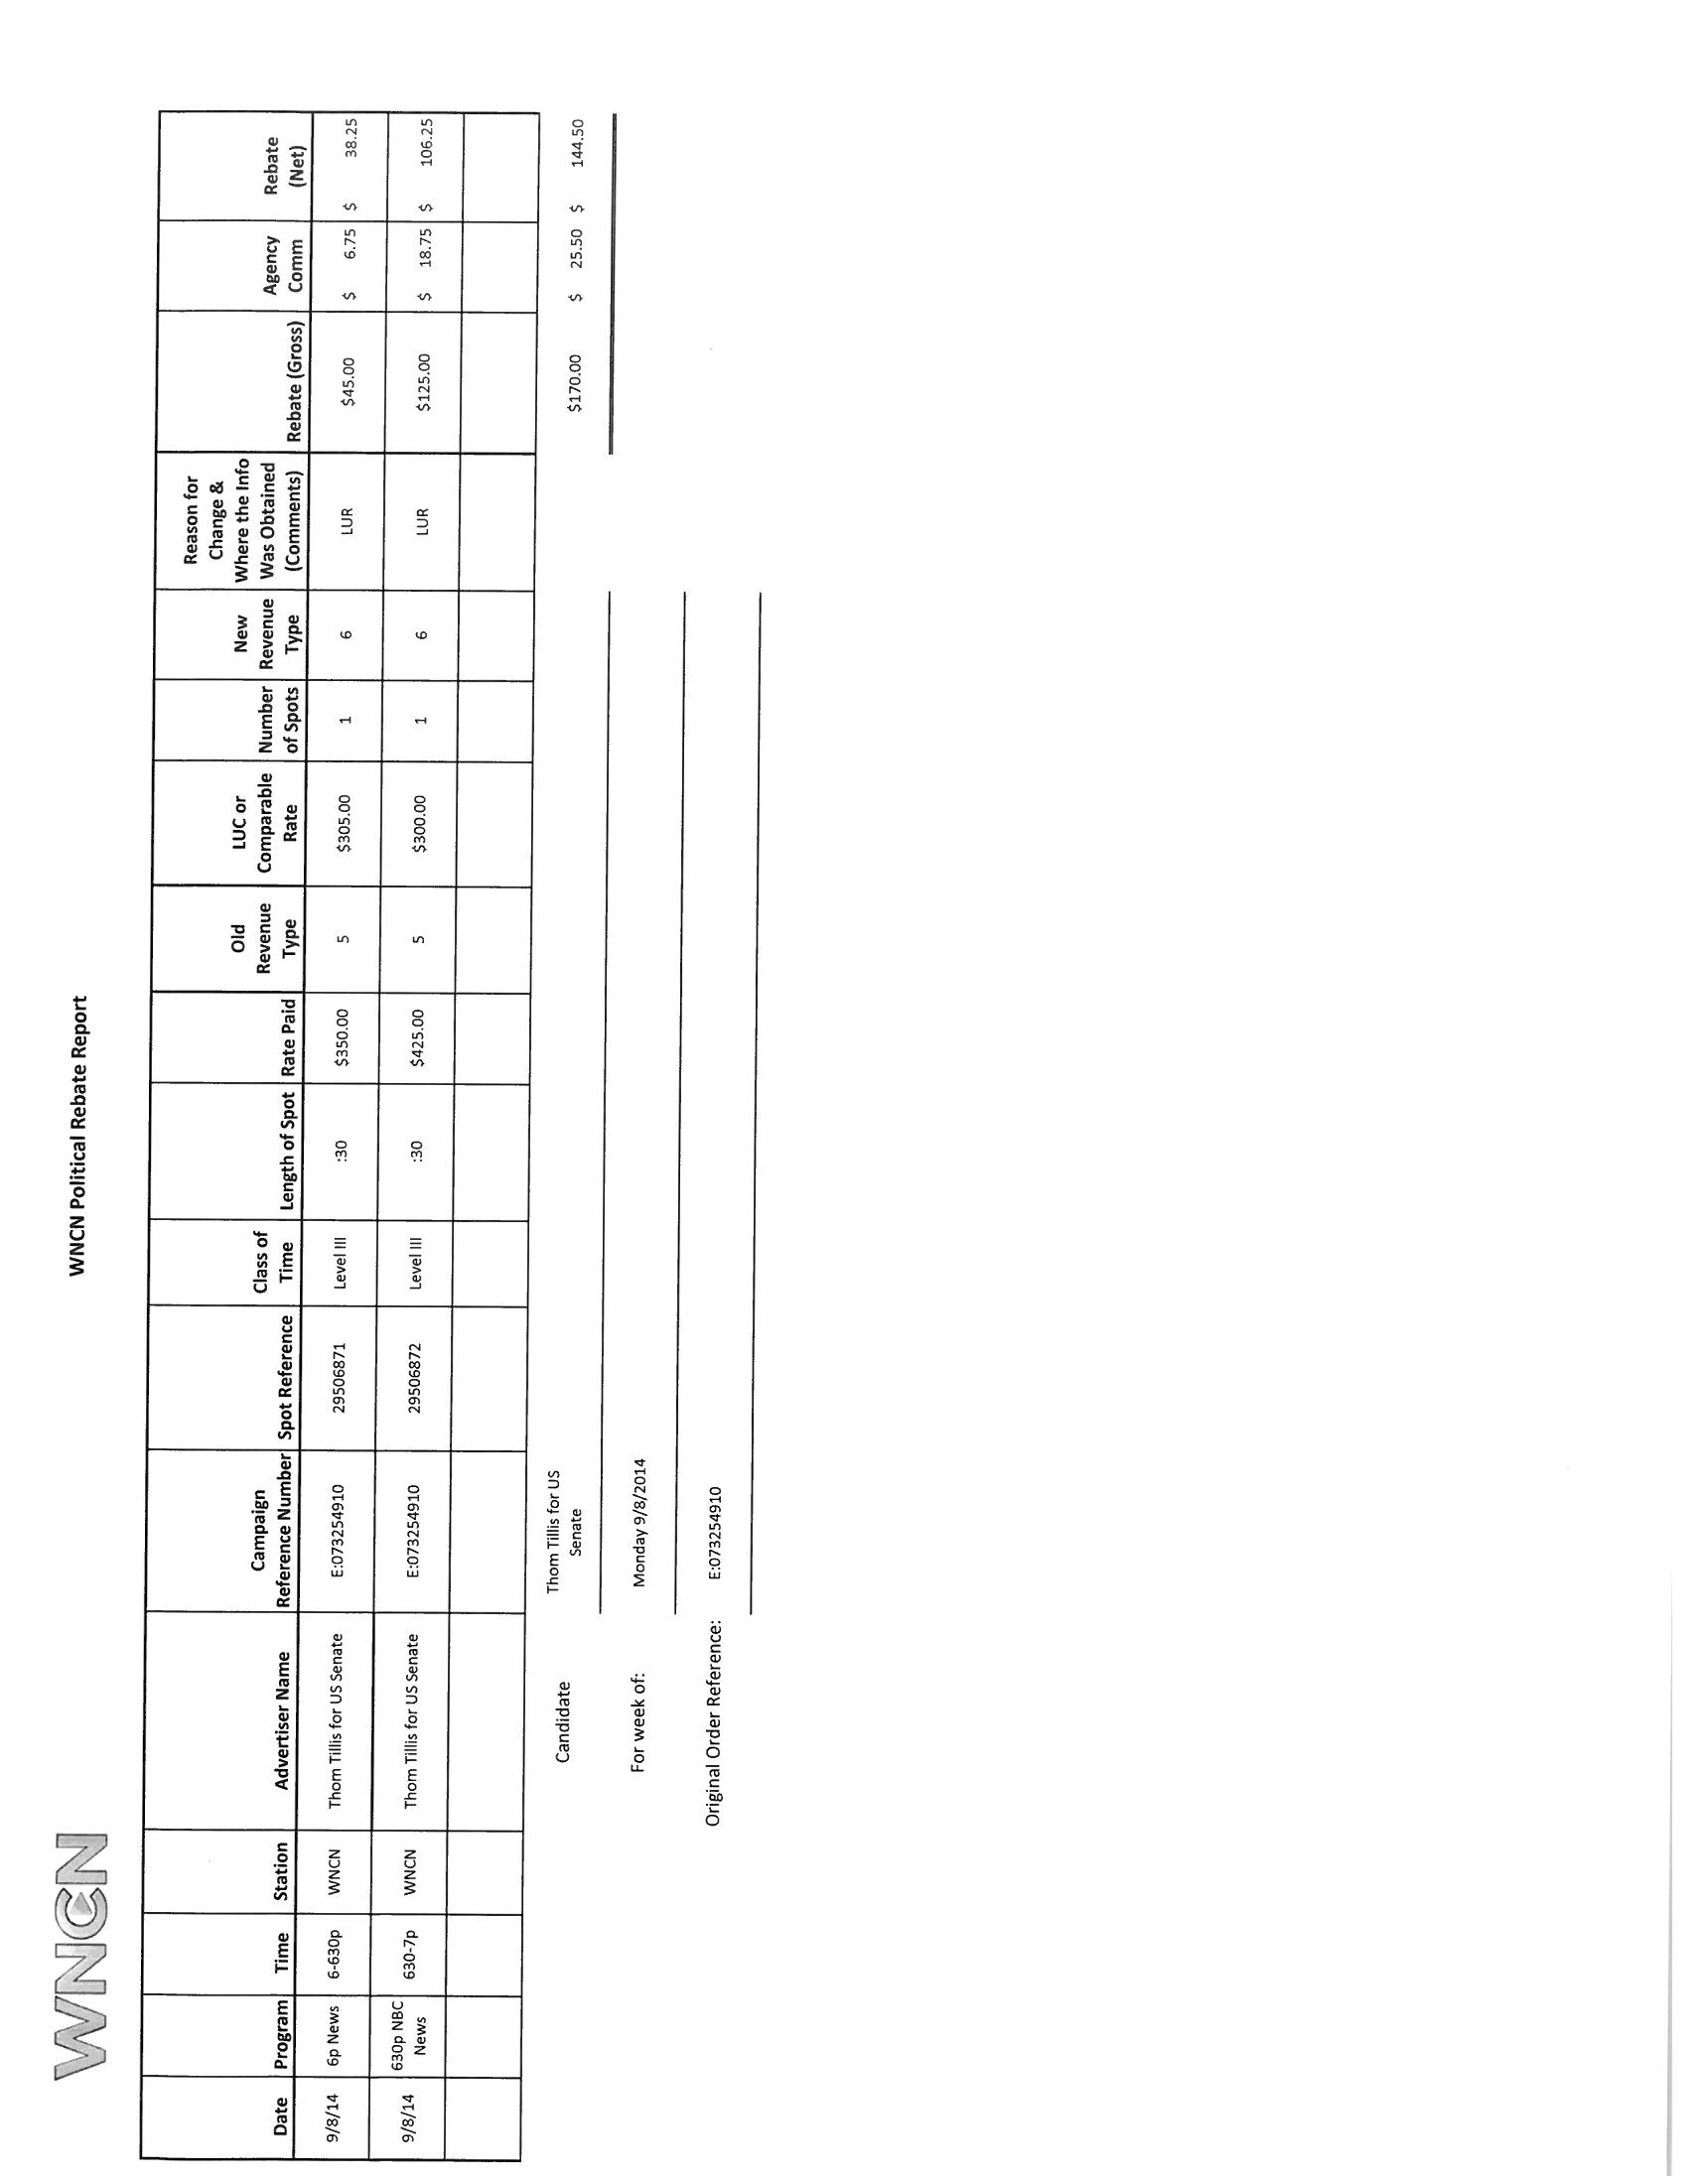 WNCN
WNCN Political Rebate Report
Date Program Time Station Advertiser Name Campaign Reference Number Spot Reference Class of Time Length of Spot Rate Paid Old Revenue Type LUC or Comparable Rate Number of Spots New Revenue Type Reason for Change & Where the Info Was Obtained (Comments) Rebate (Gross) Agency Comm Rebate (Net)
9/8/14 6p News 6-630p WNCN Thom Tillis for US Senate E:073254910 29506871 Level III :30 $350.00 5 $305.00 1 6 LUR $45.00 $ 6.75 $ 38.25
9/8/14 630p NBC News 630-7p WNCN Thom Tillis for US Senate E:073254910 29506872 Level III :30 $425.00 5 $300.00 1 6 LUR $125.00 $ 18.75 $ 106.25
Candidate Thom Tillis for US Senate $170.00 $ 25.50 $ 144.50
For week of: Monday 9/8/2014
Original Order Reference: E:073254910